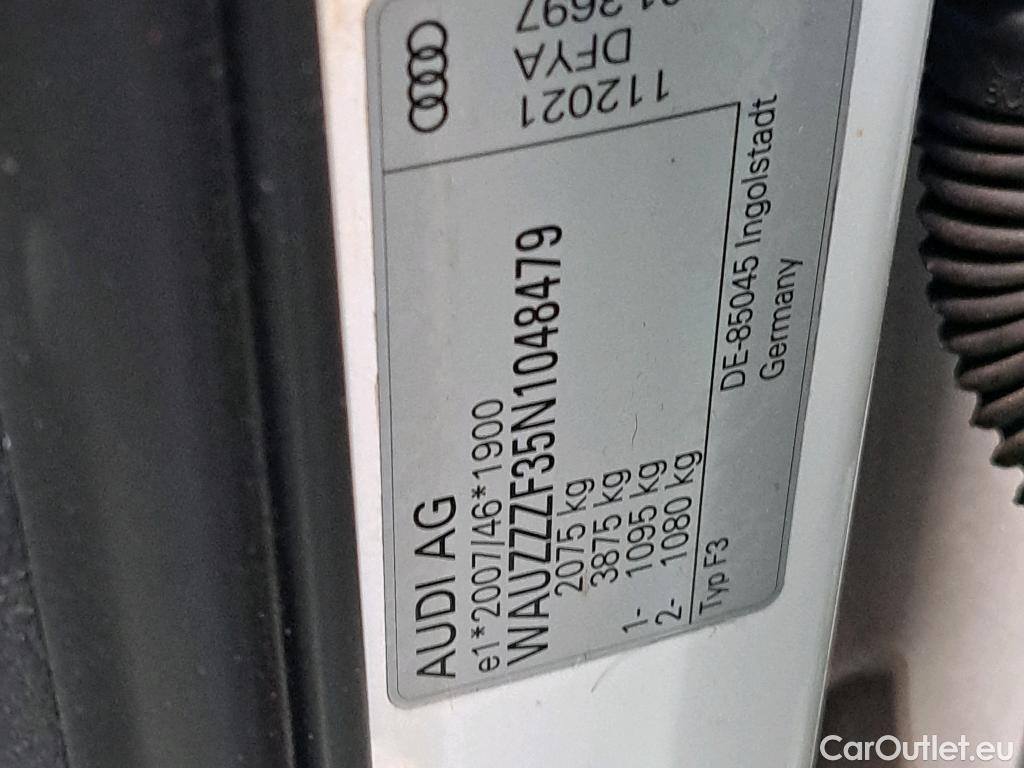 AUDI AG
e1*2007/46*1900
WAUZZZF35N1048479
2075 kg
3875 kg
1- 1095 kg
2- 1080 kg
Typ F3
DE-85045 Ingolstadt
Germany
112021
DFYA
CarOutlet.eu